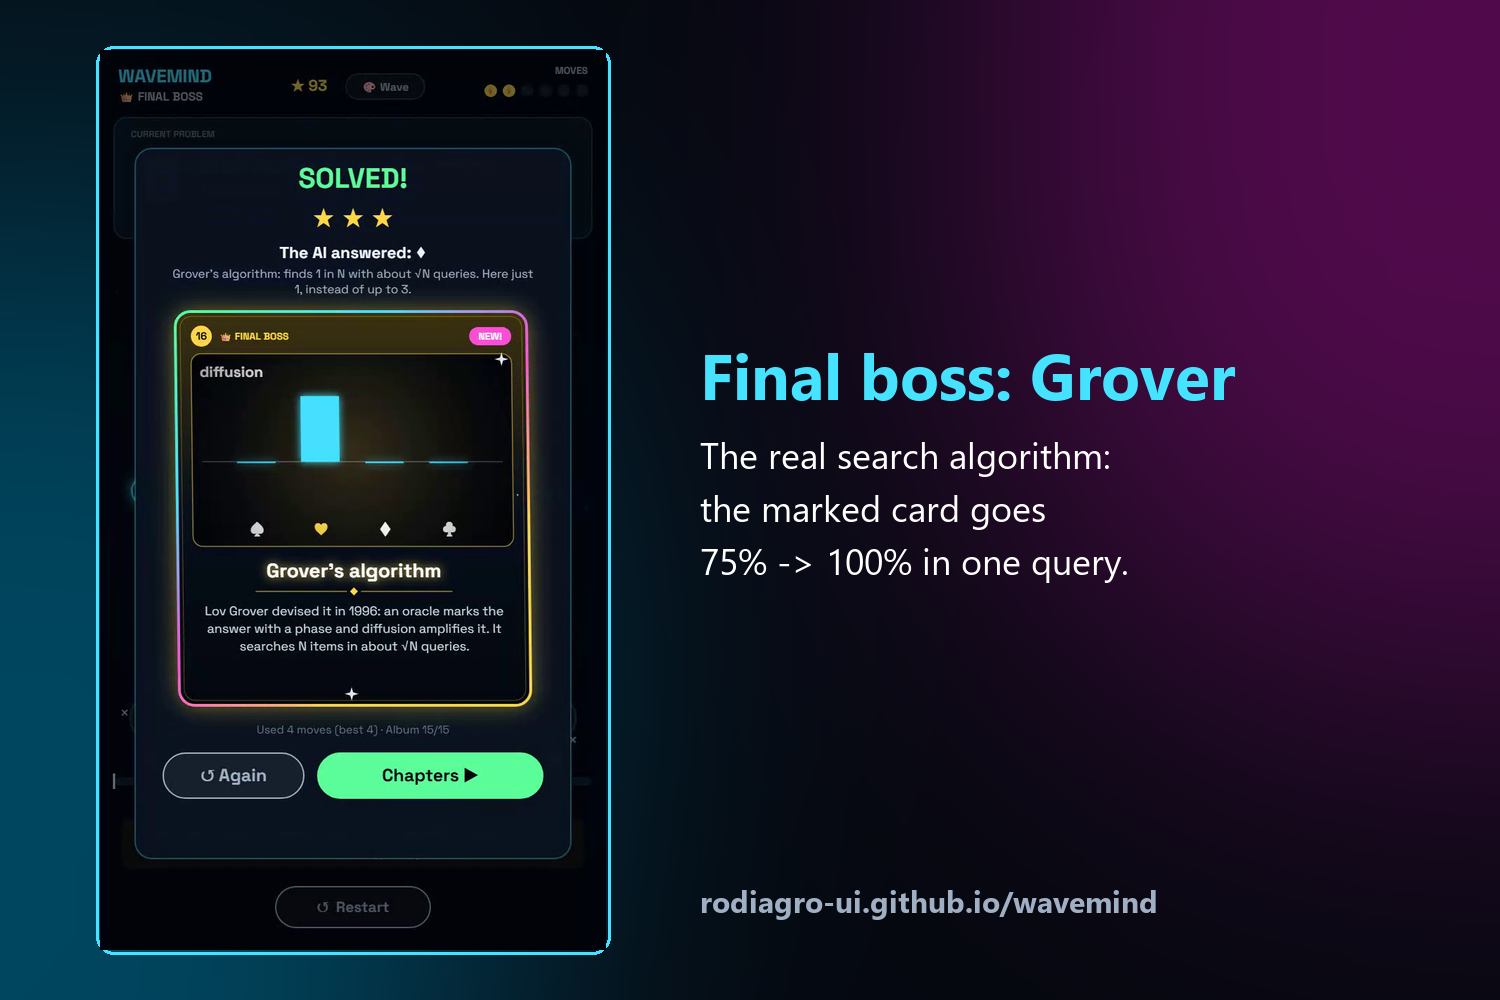 WAVEMIND
FINAL BOSS
★ 93
Wave
MOVES
CURRENT PROBLEM
SOLVED!
★ ★ ★
The AI answered: ♦
Grover's algorithm: finds 1 in N with about √N queries. Here just
1, instead of up to 3.
16 FINAL BOSS
NEW!
diffusion
♠ ♥ ♦ ♣
Grover's algorithm
Lov Grover devised it in 1996: an oracle marks the
answer with a phase and diffusion amplifies it. It
searches N items in about √N queries.
Used 4 moves (best 4) · Album 15/15
↺ Again
Chapters ▶
↺ Restart
Final boss: Grover
The real search algorithm:
the marked card goes
75% -> 100% in one query.
rodiagro-ui.github.io/wavemind